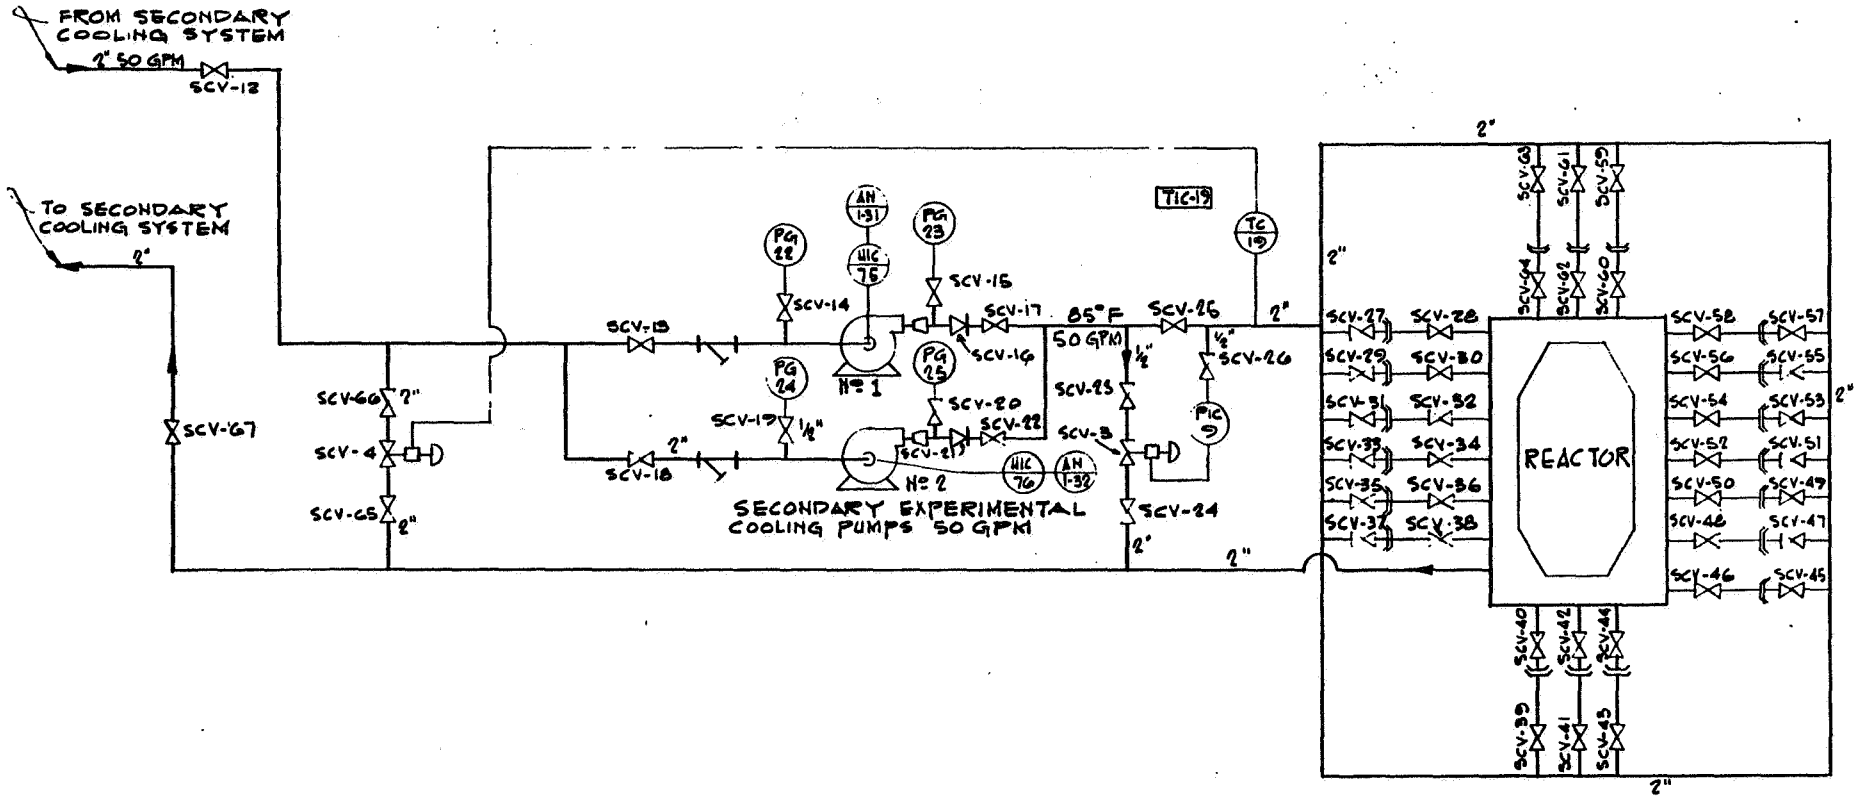 FROM SECONDARY
COOLING SYSTEM
2" 50 GPM
SCV-12
TO SECONDARY
COOLING SYSTEM
2"
SCV-67
SCV-66
2"
SCV-4
SCV-65
2"
SCV-13
SCV-18
2"
PG
22
SCV-14
AN
1-31
HIC
75
PG
23
SCV-15
SCV-17
SCV-16
Nº 1
PG
24
SCV-19
1/2"
PG
25
SCV-20
SCV-22
SCV-21
Nº 2
HIC
76
AN
1-32
SECONDARY EXPERIMENTAL
COOLING PUMPS 50 GPM
85°F
50 GPM
1/2"
SCV-23
SCV-3
SCV-24
2"
SCV-25
1/2"
SCV-26
PIC
9
TIC-19
TC
19
2"
2"
2"
2"
SCV-63
SCV-61
SCV-59
SCV-64
SCV-62
SCV-60
SCV-27
SCV-28
SCV-29
SCV-30
SCV-31
SCV-32
SCV-33
SCV-34
SCV-35
SCV-36
SCV-37
SCV-38
REACTOR
SCV-58
SCV-57
SCV-56
SCV-55
SCV-54
SCV-53
2"
SCV-52
SCV-51
SCV-50
SCV-49
SCV-48
SCV-47
SCV-46
SCV-45
SCV-40
SCV-42
SCV-44
SCV-39
SCV-41
SCV-43
2"